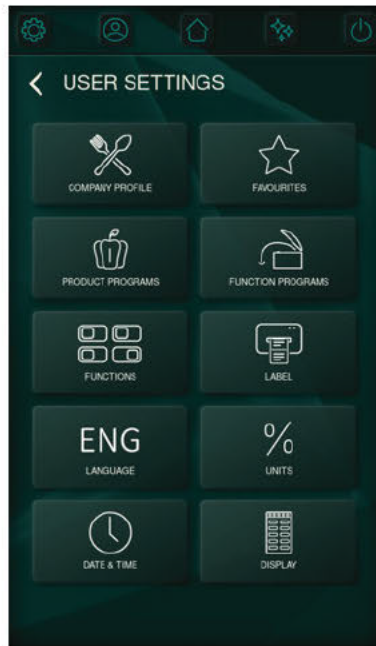 USER SETTINGS
COMPANY PROFILE
FAVOURITES
PRODUCT PROGRAMS
FUNCTION PROGRAMS
FUNCTIONS
LABEL
ENG
LANGUAGE
%
UNITS
DATE & TIME
DISPLAY